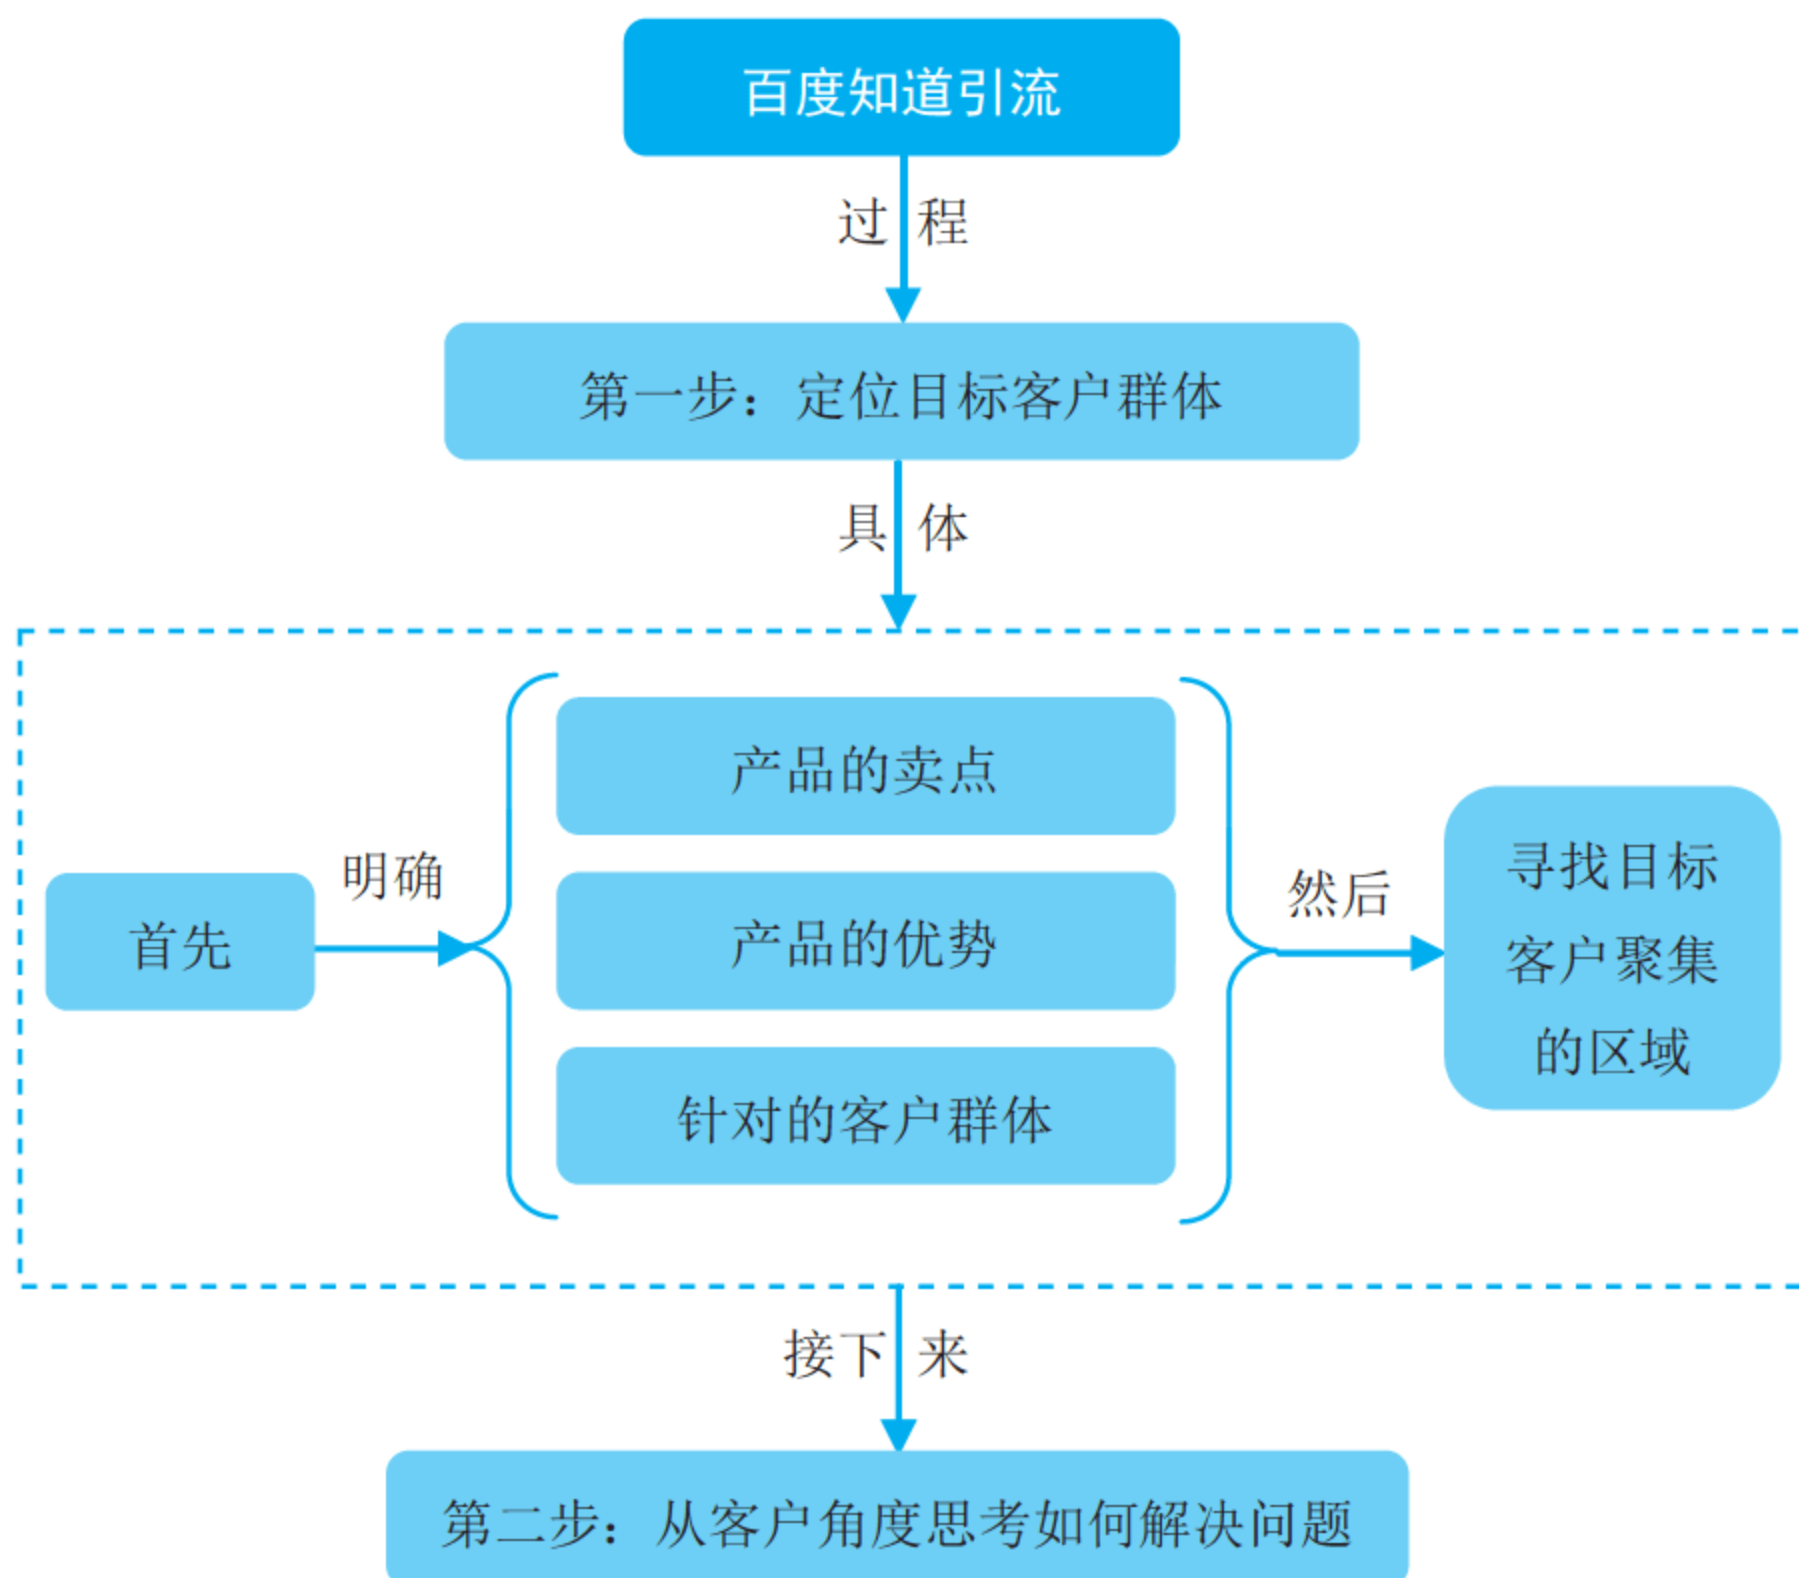 百度知道引流
过程
第一步：定位目标客户群体
具体
产品的卖点
明确
首先
产品的优势
针对的客户群体
然后
寻找目标
客户聚集
的区域
接下来
第二步：从客户角度思考如何解决问题